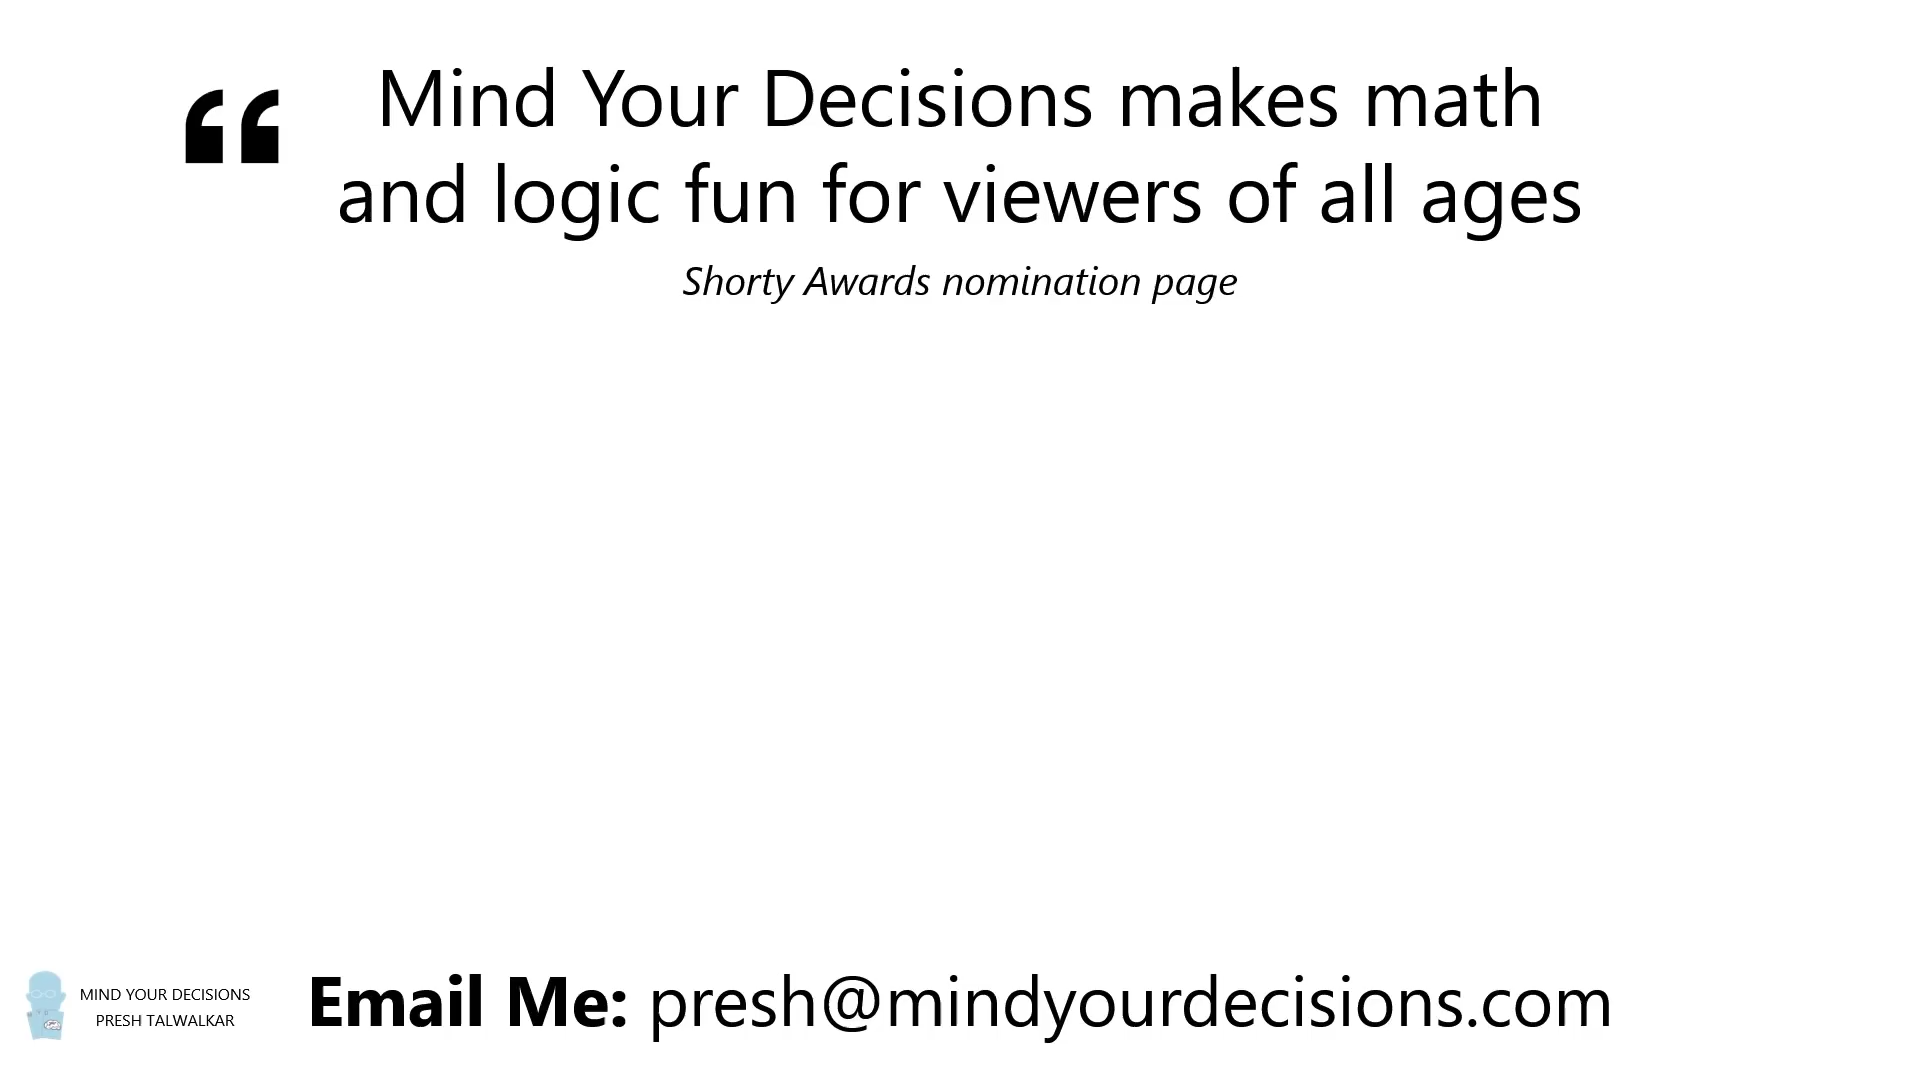 “ Mind Your Decisions makes math
and logic fun for viewers of all ages
Shorty Awards nomination page
MIND YOUR DECISIONS
PRESH TALWALKAR
Email Me: presh@mindyourdecisions.com